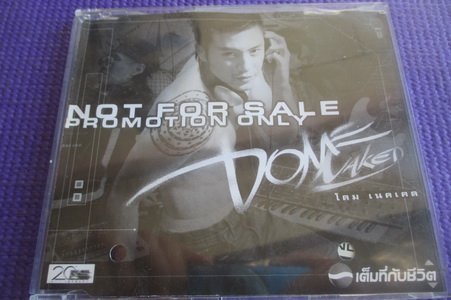 NOT FOR SALE
PROMOTION ONLY
DOME
NAKED
โดม เนคเคด
20
เต็มที่กับชีวิต